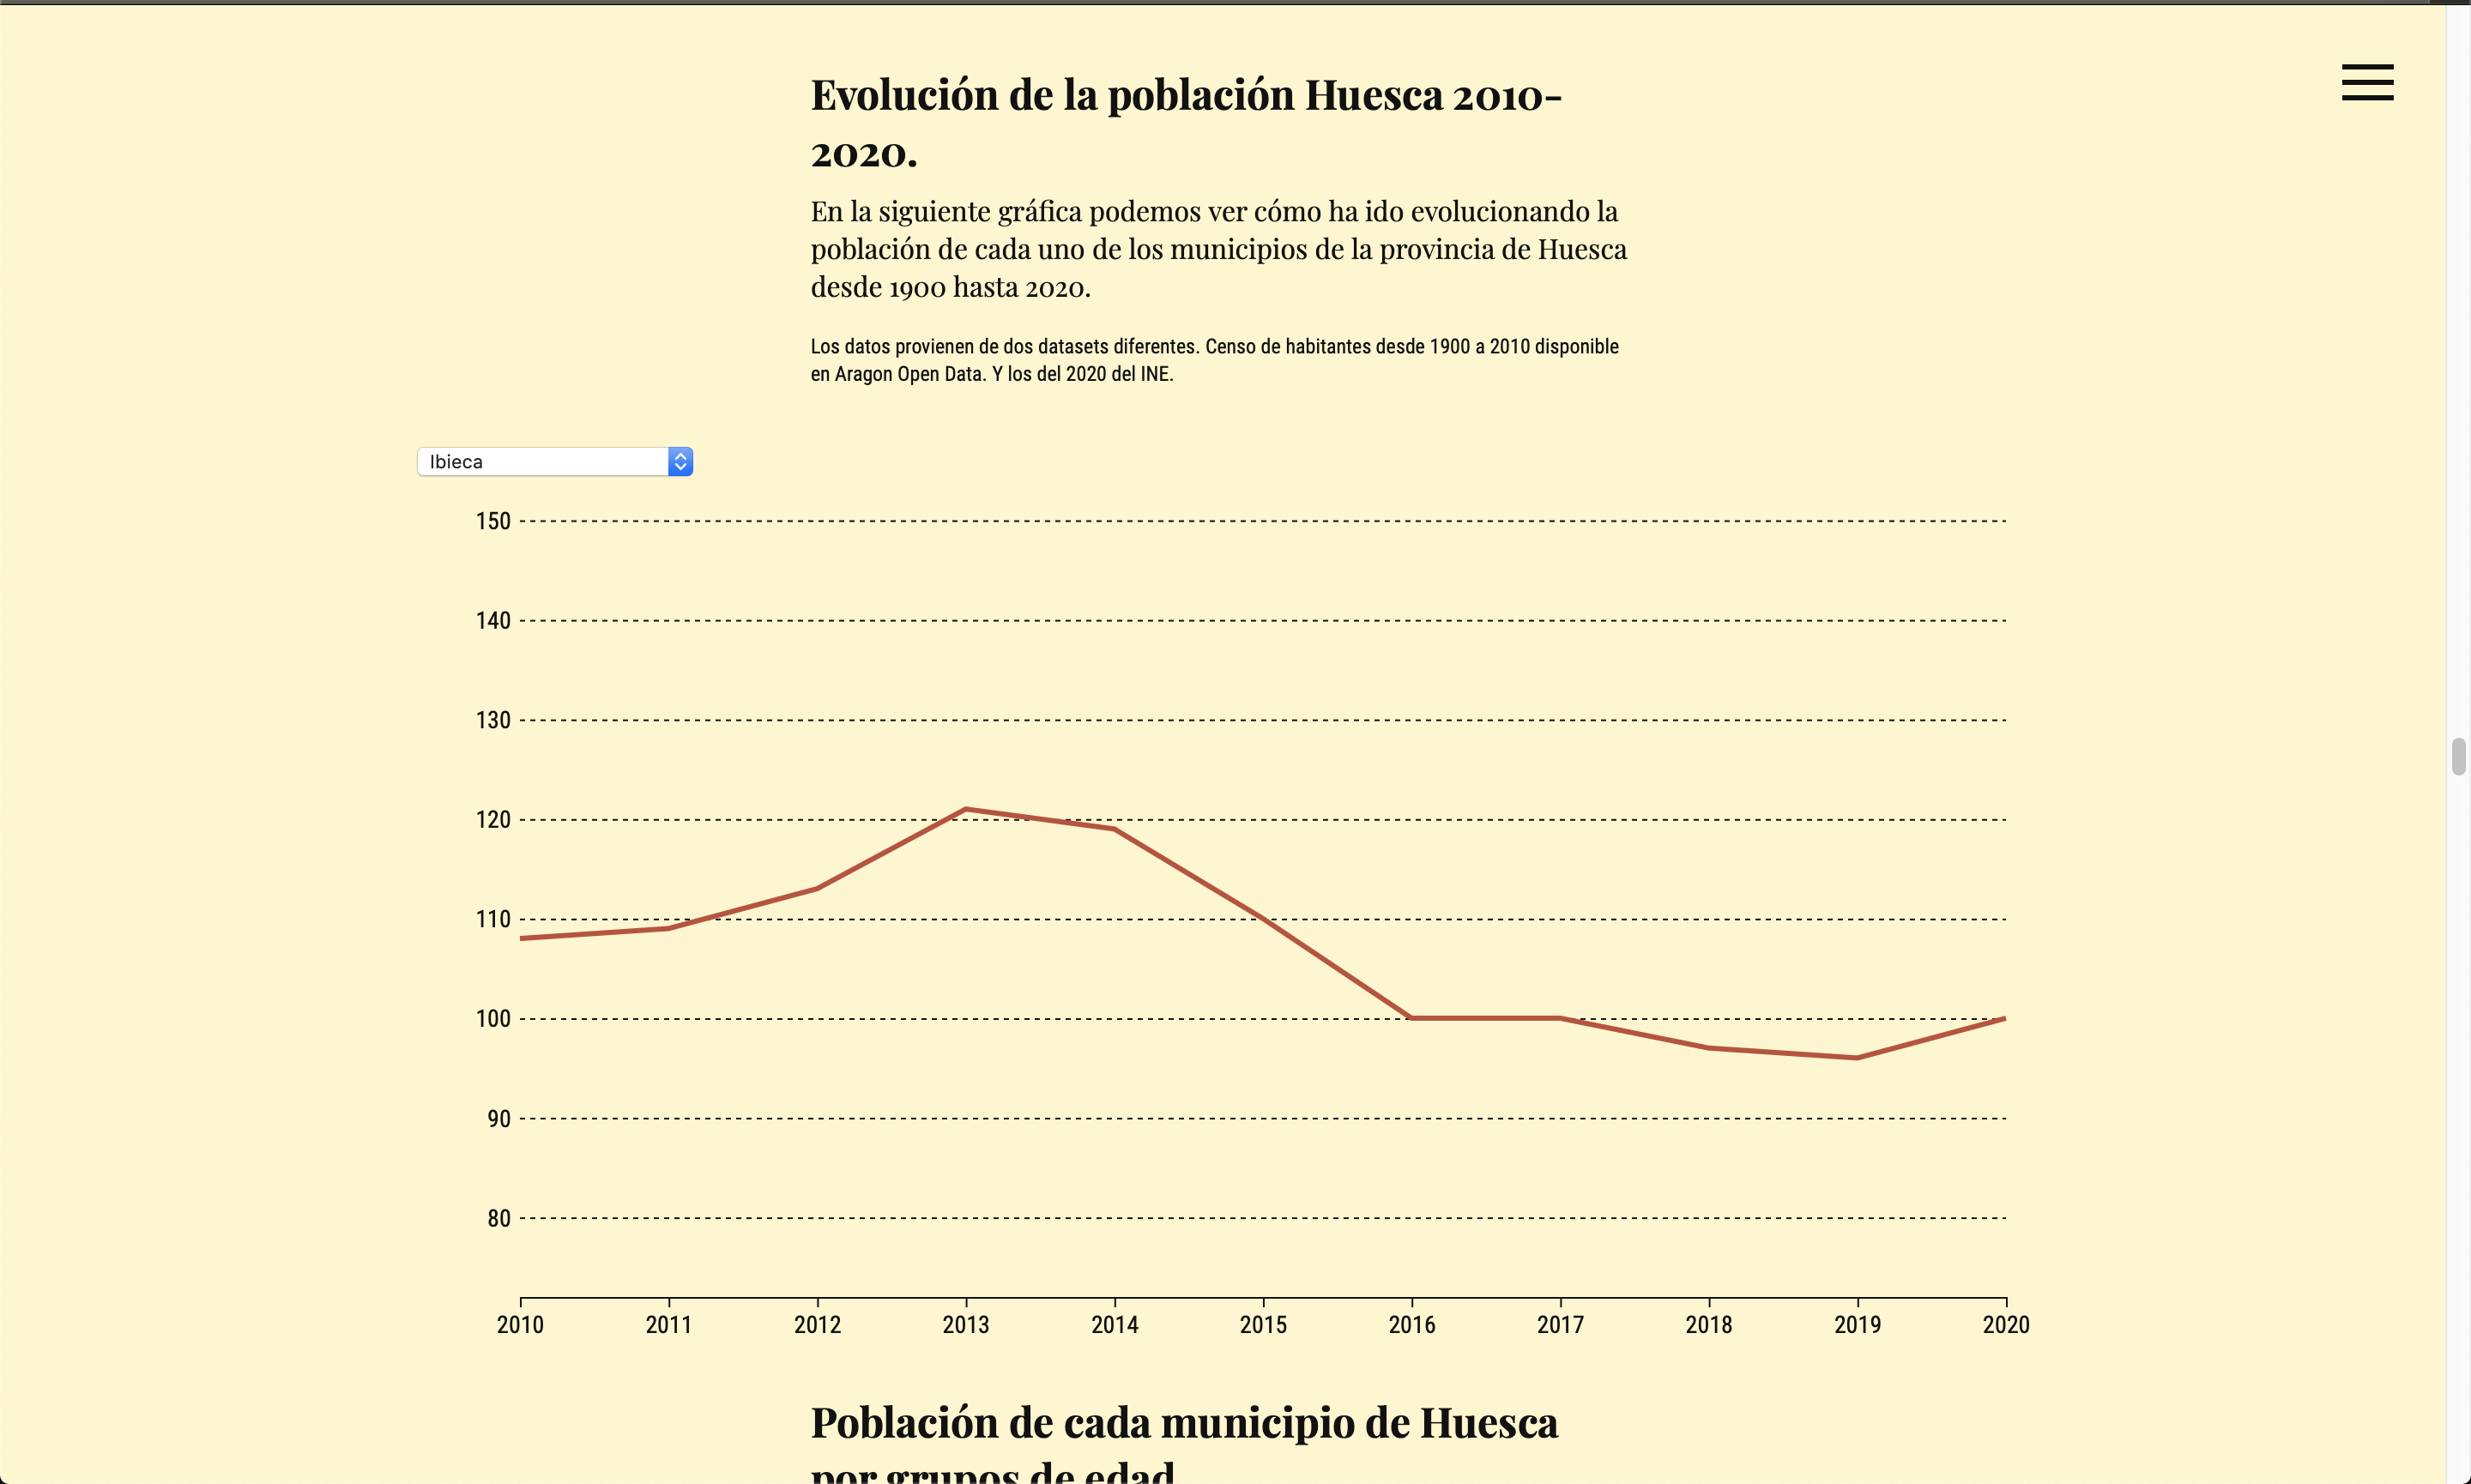 Evolución de la población Huesca 2010-
2020.
En la siguiente gráfica podemos ver cómo ha ido evolucionando la
población de cada uno de los municipios de la provincia de Huesca
desde 1900 hasta 2020.
Los datos provienen de dos datasets diferentes. Censo de habitantes desde 1900 a 2010 disponible
en Aragon Open Data. Y los del 2020 del INE.
Ibieca
150
140
130
120
110
100
90
80
2010 2011 2012 2013 2014 2015 2016 2017 2018 2019 2020
Población de cada municipio de Huesca
por grupos de edad